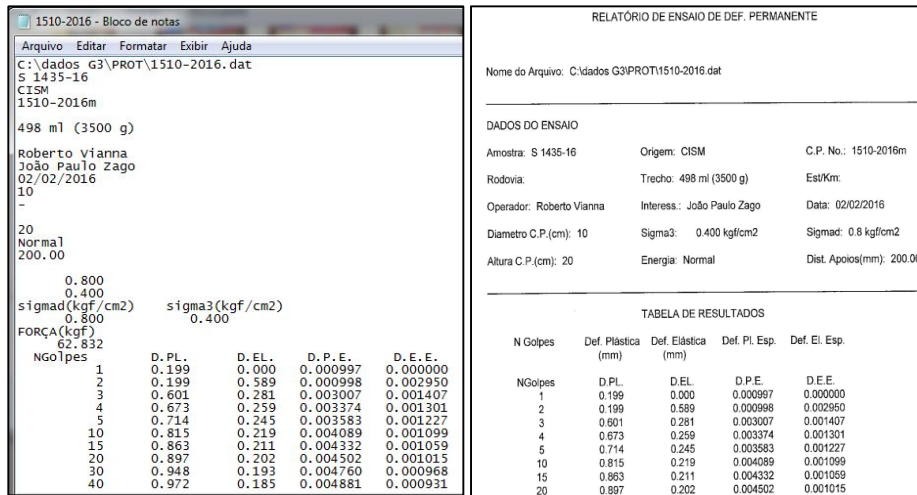 1510-2016 - Bloco de notas
Arquivo Editar Formatar Exibir Ajuda
C:\dados G3\PROT\1510-2016.dat
S 1435-16
CISM
1510-2016m
498 ml (3500 g)
Roberto Vianna
João Paulo Zago
02/02/2016
10
-
20
Normal
200.00
0.800
0.400
sigmad(kgf/cm2) sigma3(kgf/cm2)
0.800 0.400
FORÇA(kgf)
62.832
NGolpes D.PL. D.EL. D.P.E. D.E.E.
1 0.199 0.000 0.000997 0.000000
2 0.199 0.589 0.000998 0.002950
3 0.601 0.281 0.003007 0.001407
4 0.673 0.259 0.003374 0.001301
5 0.714 0.245 0.003583 0.001227
10 0.815 0.219 0.004089 0.001099
15 0.863 0.211 0.004332 0.001059
20 0.897 0.202 0.004502 0.001015
30 0.948 0.193 0.004760 0.000968
40 0.972 0.185 0.004881 0.000931
RELATÓRIO DE ENSAIO DE DEF. PERMANENTE
Nome do Arquivo: C:\dados G3\PROT\1510-2016.dat
DADOS DO ENSAIO
Amostra: S 1435-16 Origem: CISM C.P. No.: 1510-2016m
Rodovia: Trecho: 498 ml (3500 g) Est/Km:
Operador: Roberto Vianna Interess.: João Paulo Zago Data: 02/02/2016
Diametro C.P.(cm): 10 Sigma3: 0.400 kgf/cm2 Sigmad: 0.8 kgf/cm2
Altura C.P.(cm): 20 Energia: Normal Dist. Apoios(mm): 200.00
TABELA DE RESULTADOS
N Golpes Def. Plástica (mm) Def. Elástica (mm) Def. Pl. Esp. Def. El. Esp.
NGolpes D.PL. D.EL. D.P.E. D.E.E.
1 0.199 0.000 0.000997 0.000000
2 0.199 0.589 0.000998 0.002950
3 0.601 0.281 0.003007 0.001407
4 0.673 0.259 0.003374 0.001301
5 0.714 0.245 0.003583 0.001227
10 0.815 0.219 0.004089 0.001099
15 0.863 0.211 0.004332 0.001059
20 0.897 0.202 0.004502 0.001015